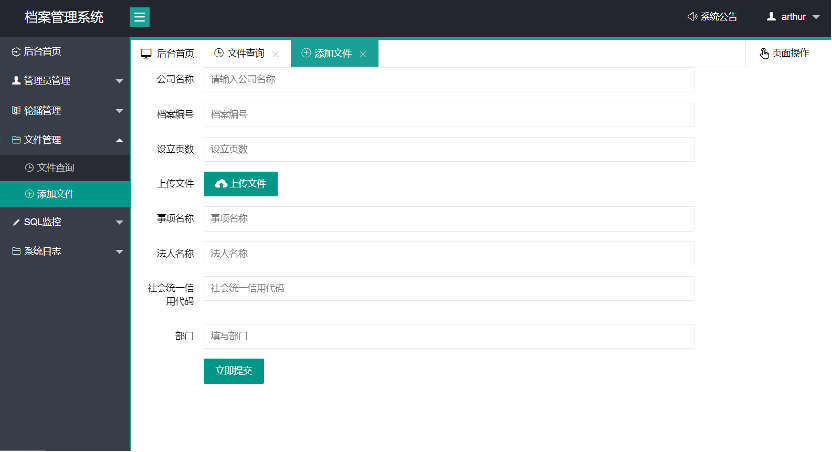 档案管理系统
系统公告
arthur
后台首页
管理员管理
轮播管理
文件管理
文件查询
添加文件
SQL监控
系统日志
后台首页
文件查询
添加文件
页面操作
公司名称
请输入公司名称
档案编号
档案编号
设立页数
设立页数
上传文件
上传文件
事项名称
事项名称
法人名称
法人名称
社会统一信
用代码
社会统一信用代码
部门
填写部门
立即提交